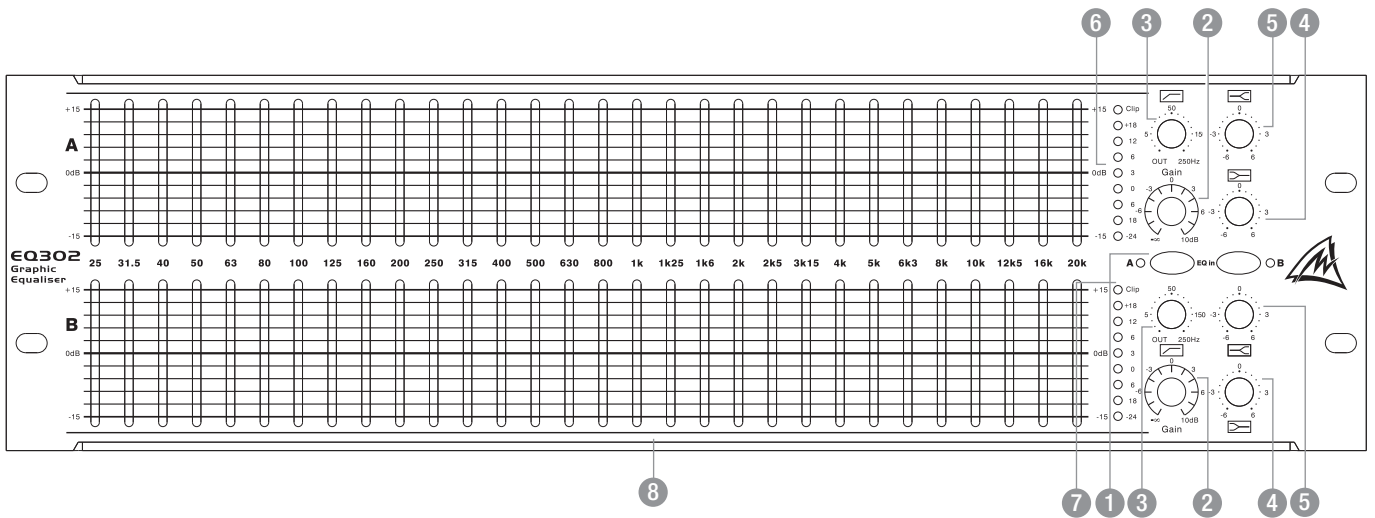 6 3 2 5 4
50 0
+15 +15 Clip
+18
5 15 -3 3
12
A
6 -6 6
OUT 250Hz
0dB 0dB 3 Gain
0 0
0 -3 3
6 -6 6 -3 3
18
-15 -15 -24 -∞ 10dB -6 6
EQ302
Graphic
Equaliser
25 31.5 40 50 63 80 100 125 160 200 250 315 400 500 630 800 1k 1k25 1k6 2k 2k5 3k15 4k 5k 6k3 8k 10k 12k5 16k 20k
A EQ in B
+15 +15 Clip 50 0
+18
5 150 -3 3
12
B
6 OUT 250Hz -6 6
0dB 0dB 3
0 0 0
-3 3
6 -6 6 -3 3
18
-15 -15 -24 -∞ 10dB -6 6
Gain
8 7 1 3 2 4 5